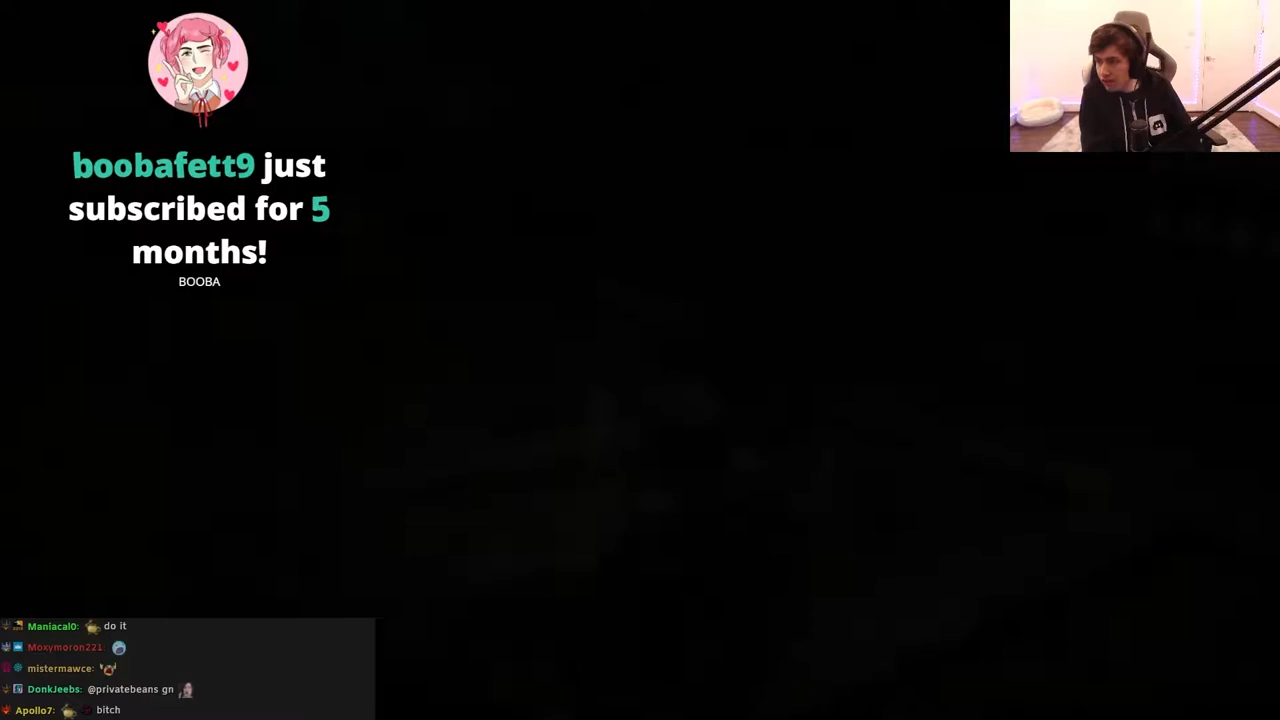 boobafett9 just
subscribed for 5
months!
BOOBA
Maniacal0: do it
Moxymoron221:
mistermawce:
DonkJeebs: @privatebeans gn
Apollo7: bitch